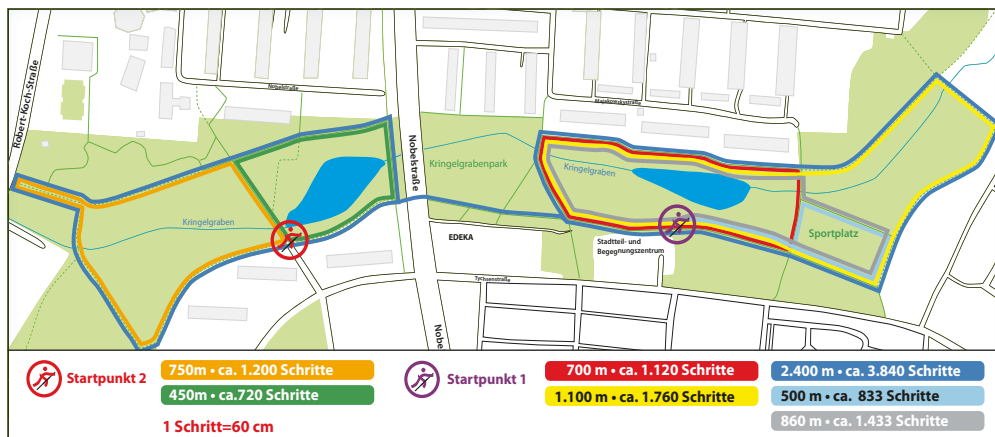 Robert-Koch-Straße
Nobelstraße
Majakowskistraße
Nobelstraße
Kringelgrabenpark
Kringelgraben
Kringelgraben
Sportplatz
EDEKA
Stadtteil- und
Begegnungszentrum
Tychsenstraße
Nobe
Startpunkt 2
750m • ca. 1.200 Schritte
450m • ca.720 Schritte
1 Schritt=60 cm
Startpunkt 1
700 m • ca. 1.120 Schritte
1.100 m • ca. 1.760 Schritte
2.400 m • ca. 3.840 Schritte
500 m • ca. 833 Schritte
860 m • ca. 1.433 Schritte